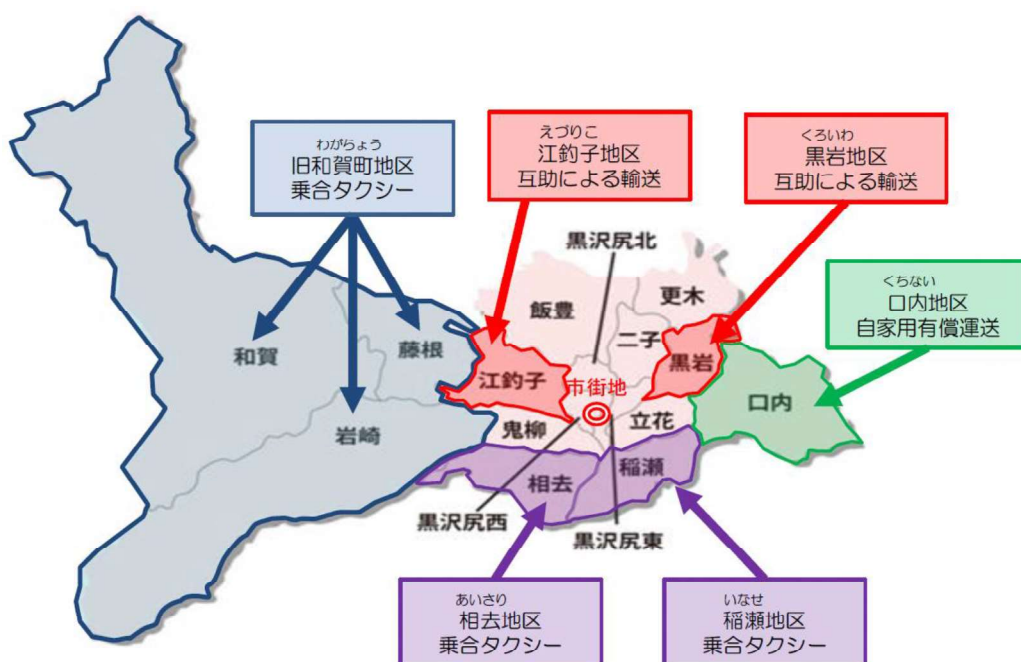 わがちょう
旧和賀町地区
乗合タクシー
えづりこ
江釣子地区
互助による輸送
くろいわ
黒岩地区
互助による輸送
くちない
口内地区
自家用有償運送
黒沢尻北
更木
飯豊
二子
和賀
藤根
江釣子
市街地
黒岩
口内
岩崎
鬼柳
立花
相去
稲瀬
黒沢尻西
黒沢尻東
あいさり
相去地区
乗合タクシー
いなせ
稲瀬地区
乗合タクシー